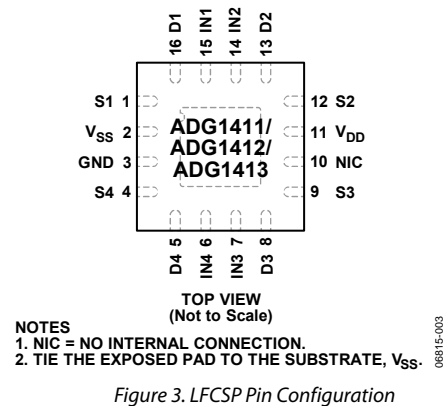 16 D1
15 IN1
14 IN2
13 D2
S1 1
V_SS 2
GND 3
S4 4
ADG1411/
ADG1412/
ADG1413
12 S2
11 V_DD
10 NIC
9 S3
D4 5
IN4 6
IN3 7
D3 8
TOP VIEW
(Not to Scale)
NOTES
1. NIC = NO INTERNAL CONNECTION.
2. TIE THE EXPOSED PAD TO THE SUBSTRATE, V_SS.
06815-003
Figure 3. LFCSP Pin Configuration